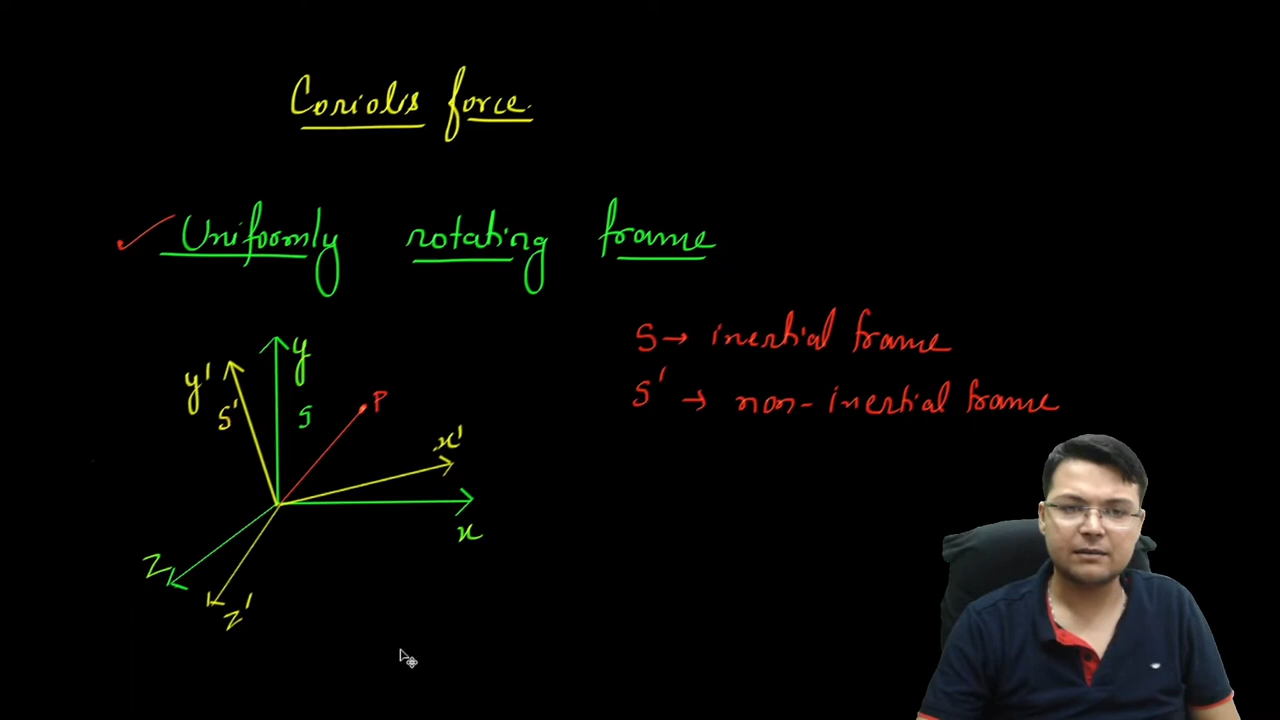 Coriolis force.
Uniformly rotating frame
S → inertial frame
S' → non-inertial frame
y
y'
S'
S
P
x'
x
Z
Z'